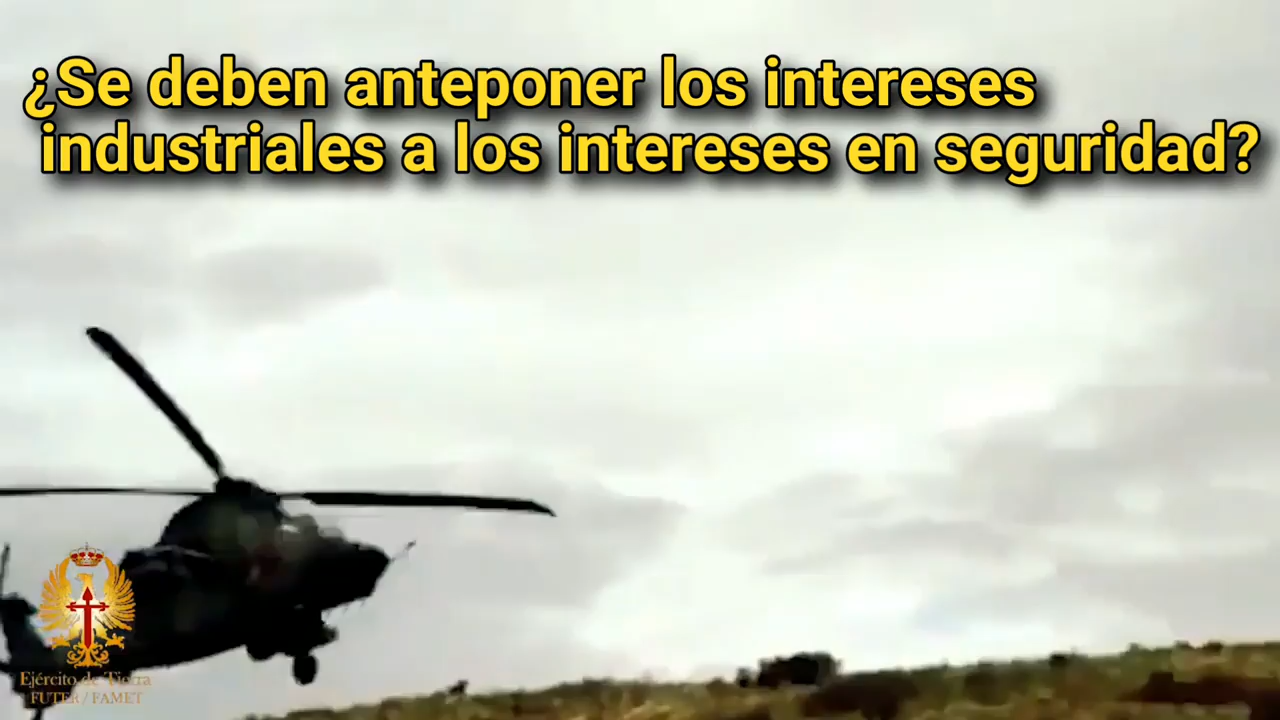 ¿Se deben anteponer los intereses
industriales a los intereses en seguridad?
Ejército de Tierra
FUTER / FAMET